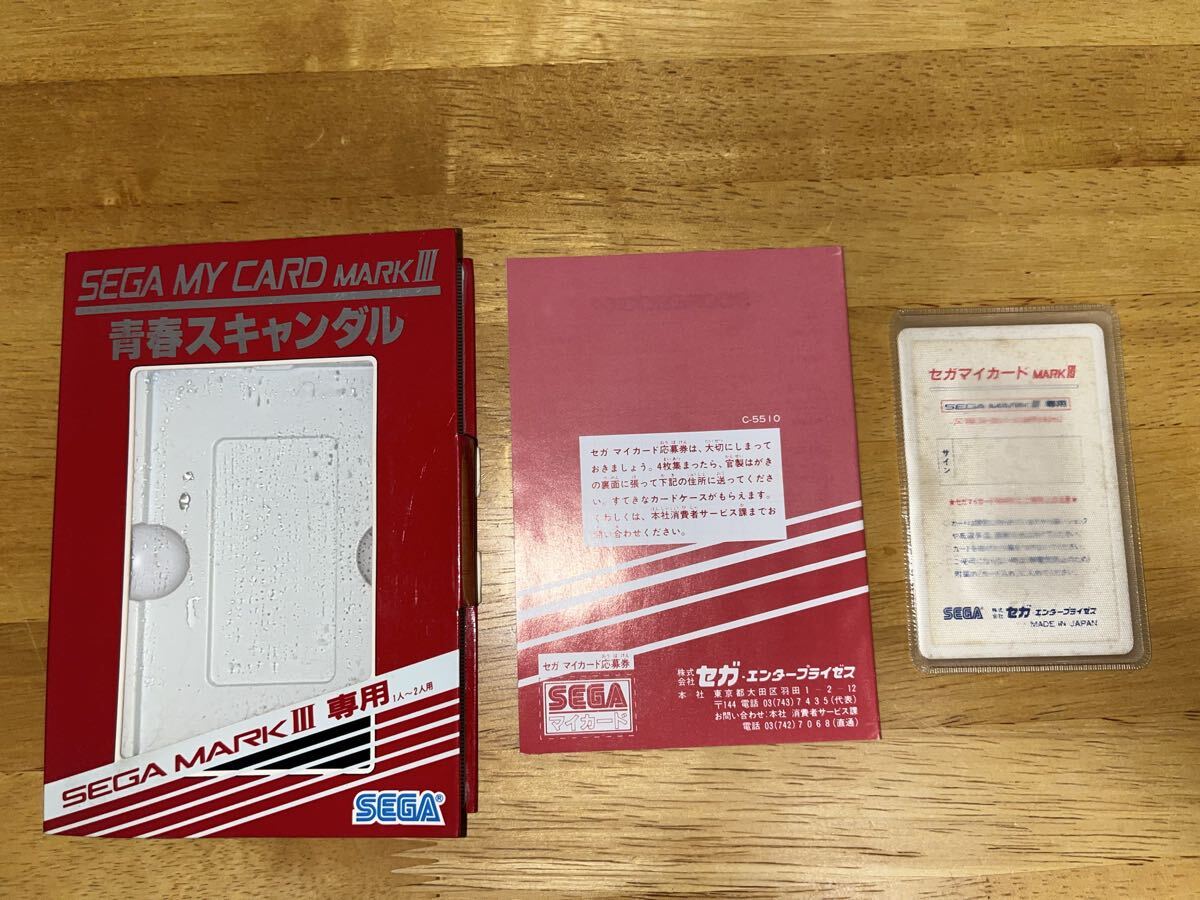 SEGA MY CARD MARK III
青春スキャンダル
SEGA MARK III 専用 1人〜2人用
SEGA®
C-5510
セガ マイカード応募券は、大切にしまって
おきましょう。4枚集まったら、官製はがき
の裏面に張って下記の住所に送ってくださ
い。すてきなカードケースがもらえます。
くわしくは、本社消費者サービス課までお
問い合わせください。
セガ マイカード応募券
SEGA
マイカード
株式会社 セガ・エンタープライゼス
本社 東京都大田区羽田1-2-12
〒144 電話 03(743)7435(代表)
お問い合わせ:本社 消費者サービス課
電話 03(742)7068(直通)
セガマイカード MARK III
SEGA MARK III 専用
サイン
SEGA 株式会社 セガ・エンタープライゼス
MADE IN JAPAN